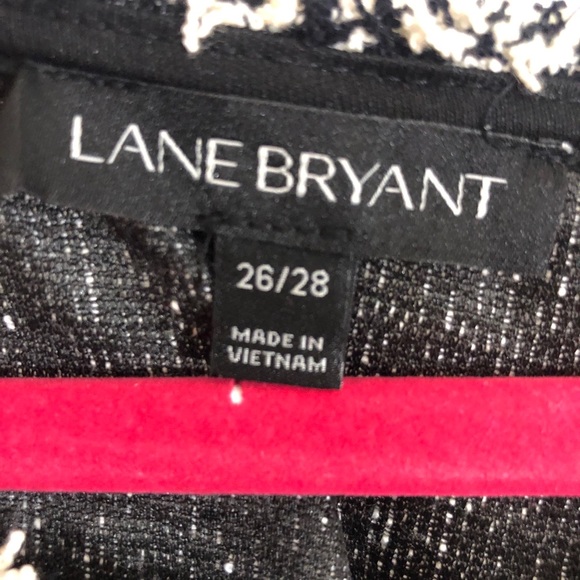 LANE BRYANT
26/28
MADE IN
VIETNAM